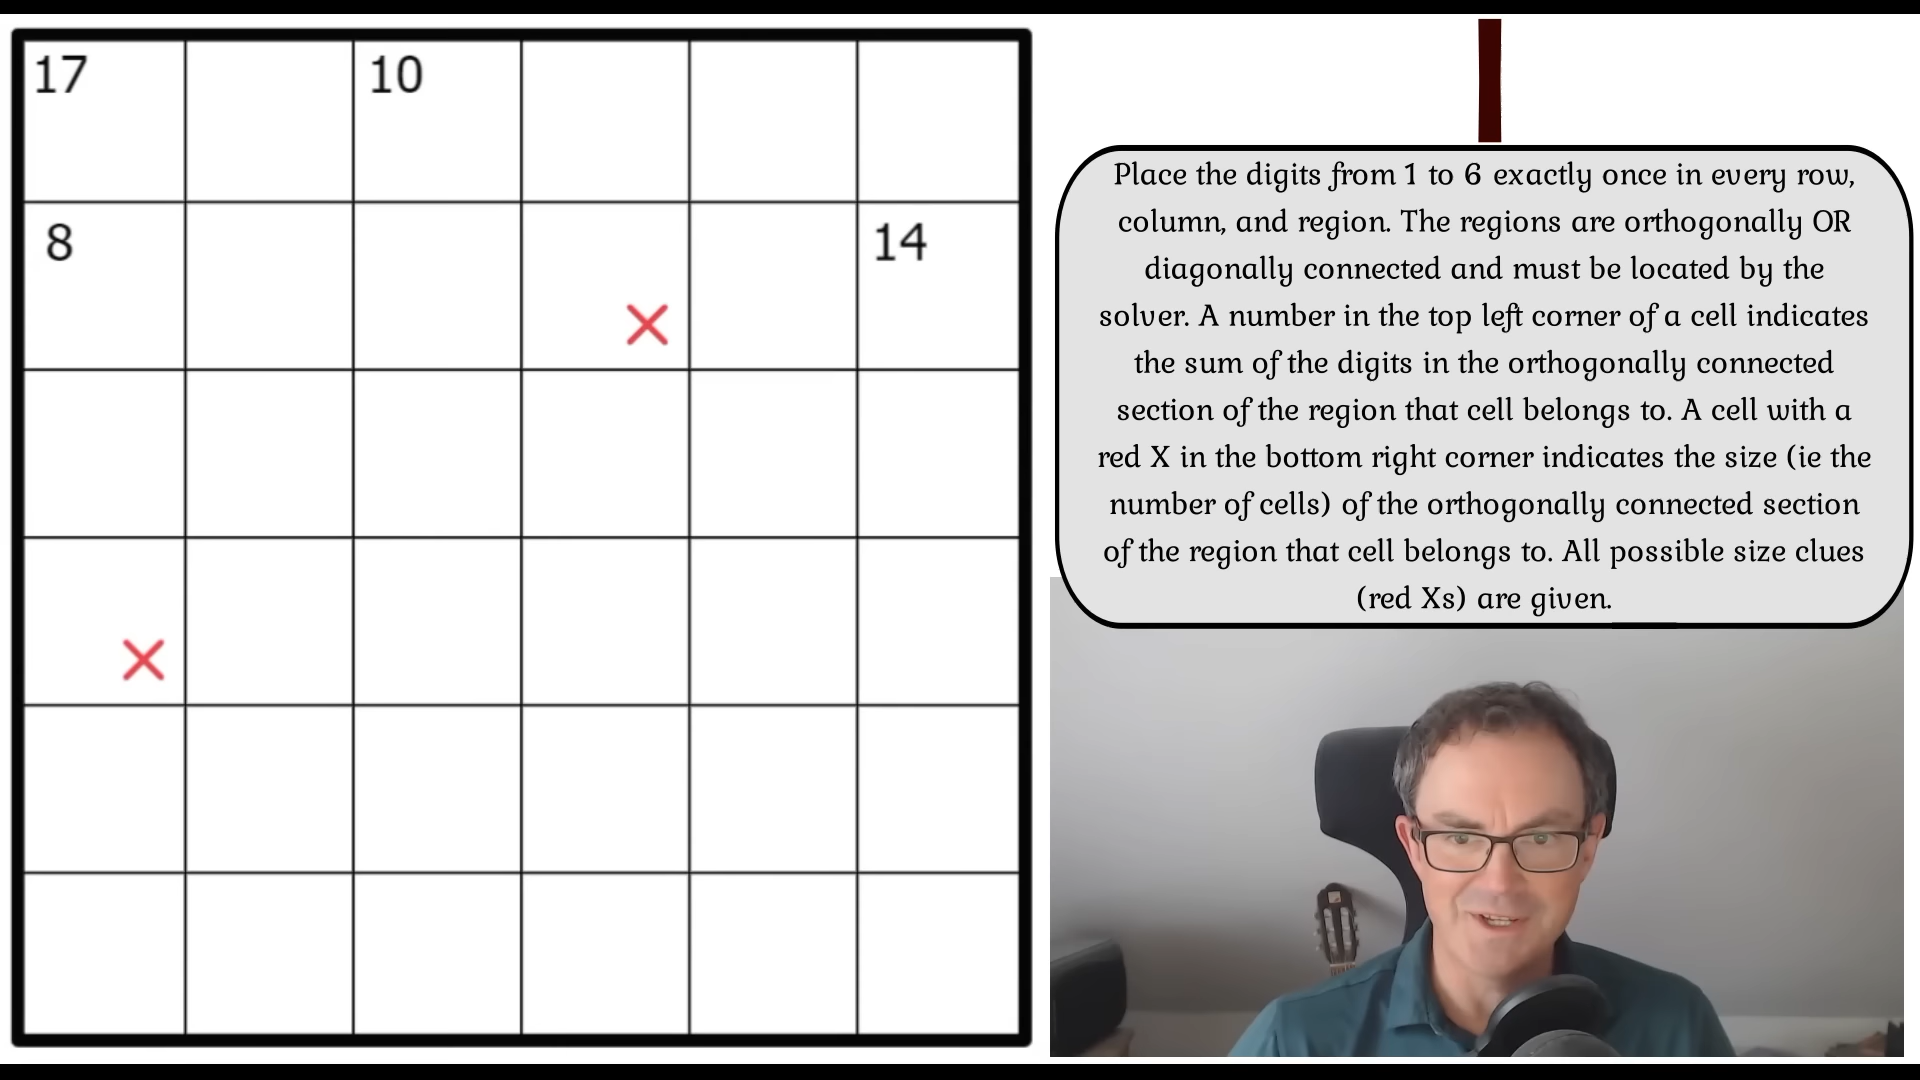 17 10
8 14
Place the digits from 1 to 6 exactly once in every row,
column, and region. The regions are orthogonally OR
diagonally connected and must be located by the
solver. A number in the top left corner of a cell indicates
the sum of the digits in the orthogonally connected
section of the region that cell belongs to. A cell with a
red X in the bottom right corner indicates the size (ie the
number of cells) of the orthogonally connected section
of the region that cell belongs to. All possible size clues
(red Xs) are given.